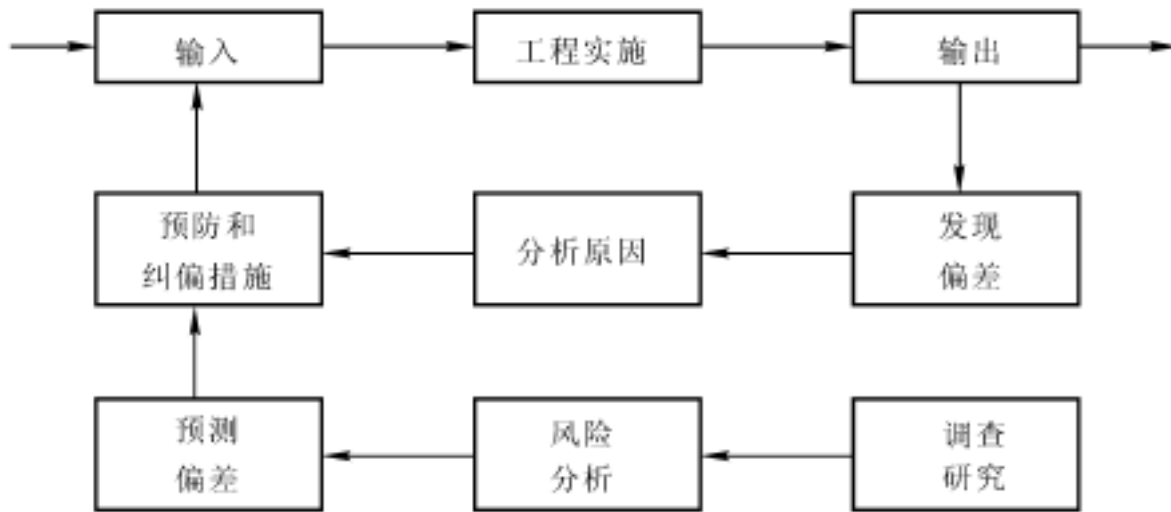 输入
工程实施
输出
预防和
纠偏措施
分析原因
发现
偏差
预测
偏差
风险
分析
调查
研究